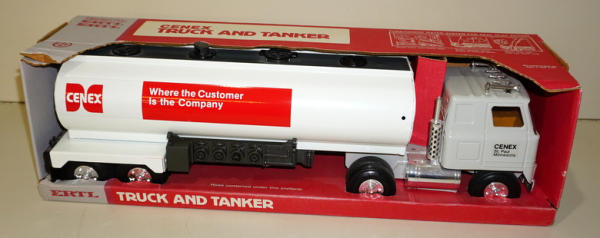 ERTL
CENEX
TRUCK AND TANKER
CENEX
Where the Customer
Is the Company
CENEX
St. Paul
Minnesota
ERTL
TRUCK AND TANKER